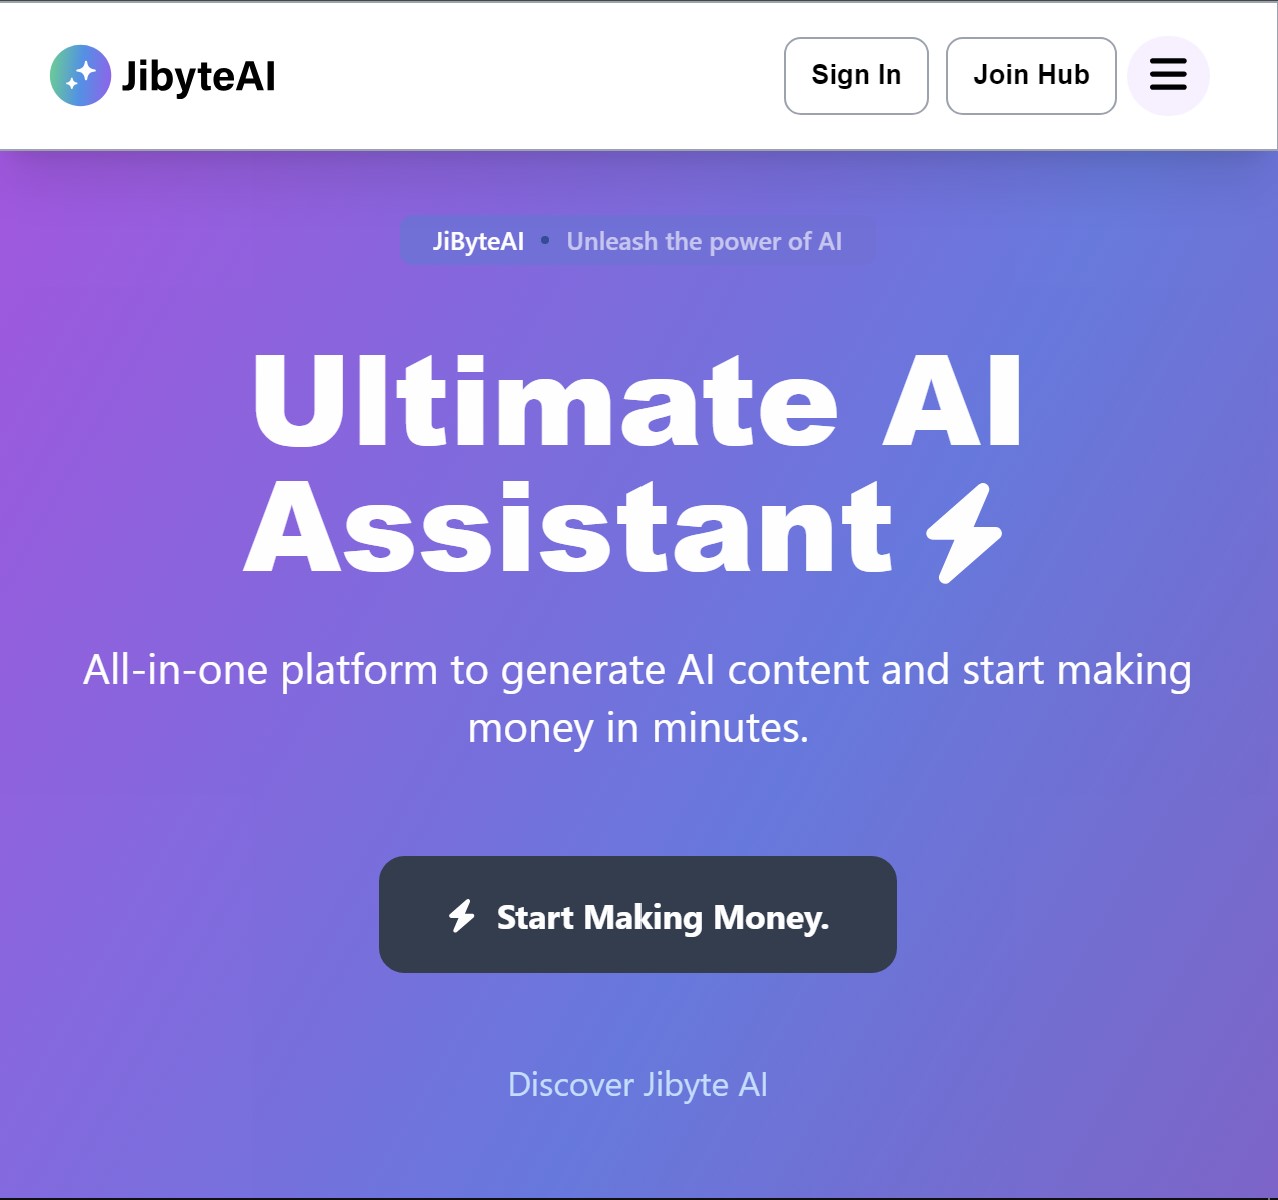 JibyteAI
Sign In
Join Hub
JiByteAI • Unleash the power of AI
Ultimate AI
Assistant
All-in-one platform to generate AI content and start making
money in minutes.
Start Making Money.
Discover Jibyte AI